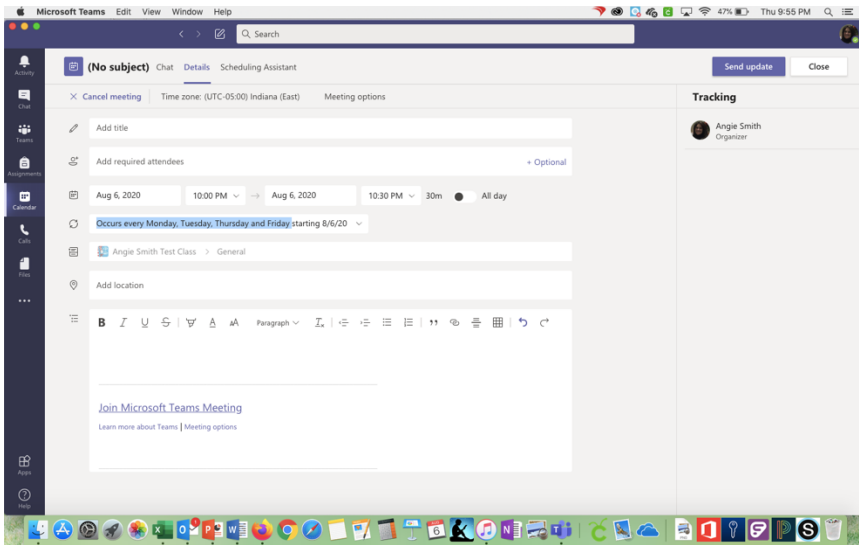 Microsoft Teams Edit View Window Help 47% Thu 9:55 PM
Search
(No subject) Chat Details Scheduling Assistant Send update Close
Cancel meeting Time zone: (UTC-05:00) Indiana (East) Meeting options Tracking
Activity
Chat
Teams
Assignments
Calendar
Calls
Files
Apps
Help
Add title
Add required attendees + Optional
Aug 6, 2020 10:00 PM → Aug 6, 2020 10:30 PM 30m All day
Occurs every Monday, Tuesday, Thursday and Friday starting 8/6/20
Angie Smith Test Class > General
Add location
B I U S A AA Paragraph
Join Microsoft Teams Meeting
Learn more about Teams | Meeting options
Angie Smith
Organizer